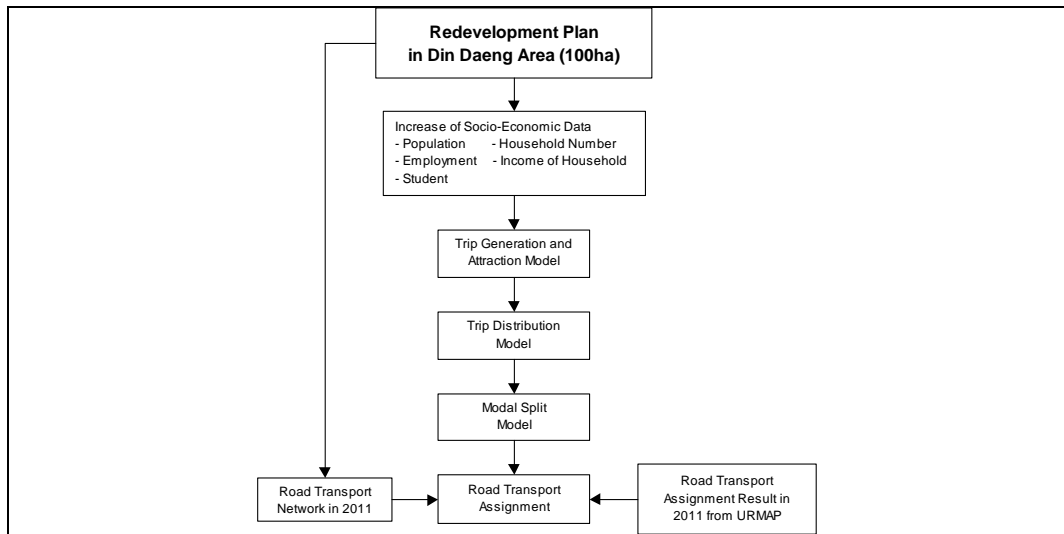 Redevelopment Plan
in Din Daeng Area (100ha)
Increase of Socio-Economic Data
- Population - Household Number
- Employment - Income of Household
- Student
Trip Generation and
Attraction Model
Trip Distribution
Model
Modal Split
Model
Road Transport
Network in 2011
Road Transport
Assignment
Road Transport
Assignment Result in
2011 from URMAP